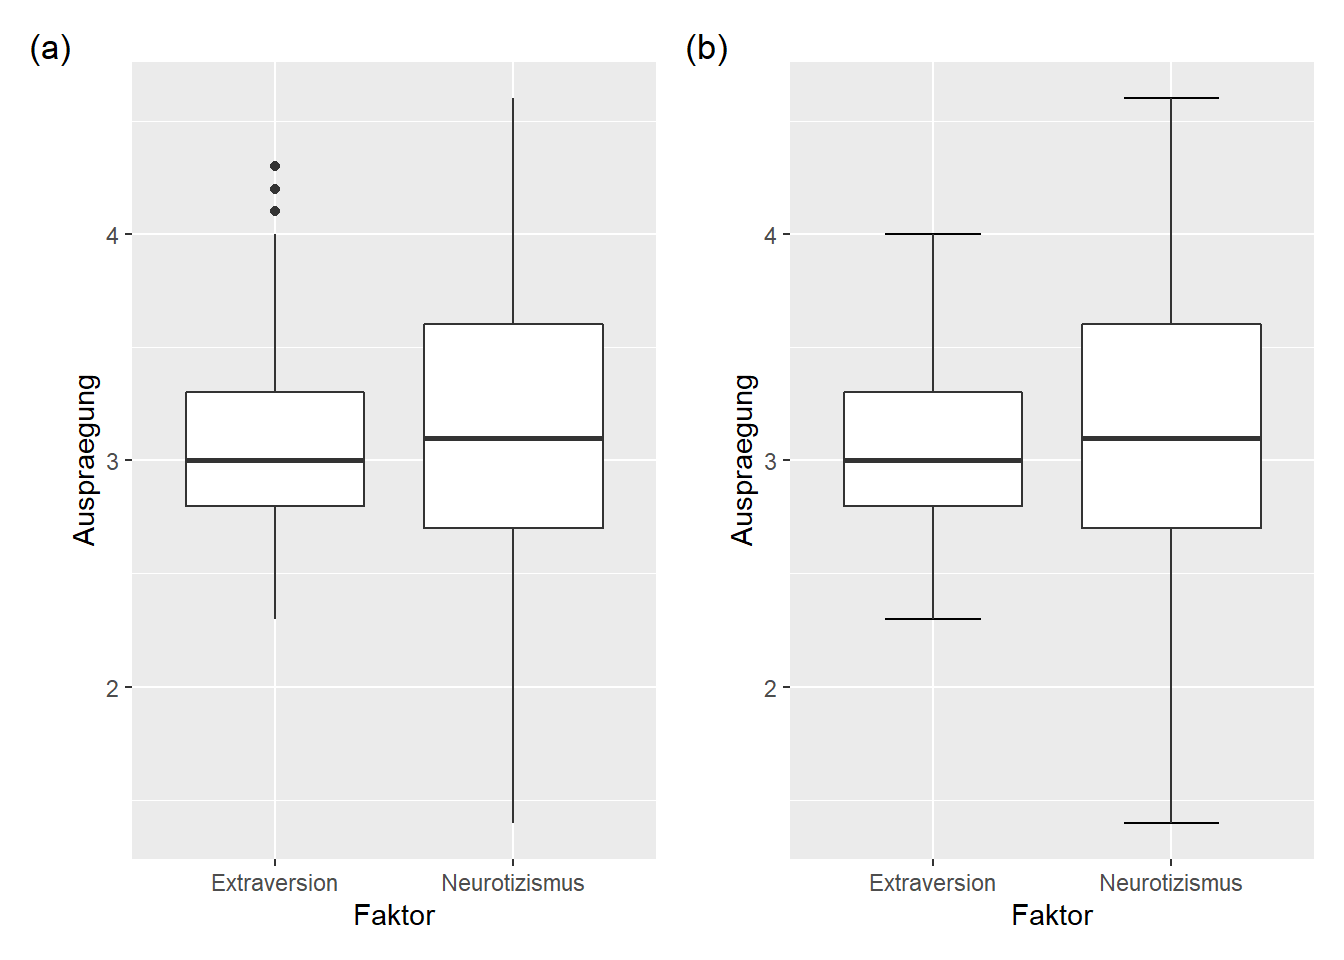 (a)
Auspraegung
4
3
2
Extraversion Neurotizismus
Faktor
(b)
Auspraegung
4
3
2
Extraversion Neurotizismus
Faktor